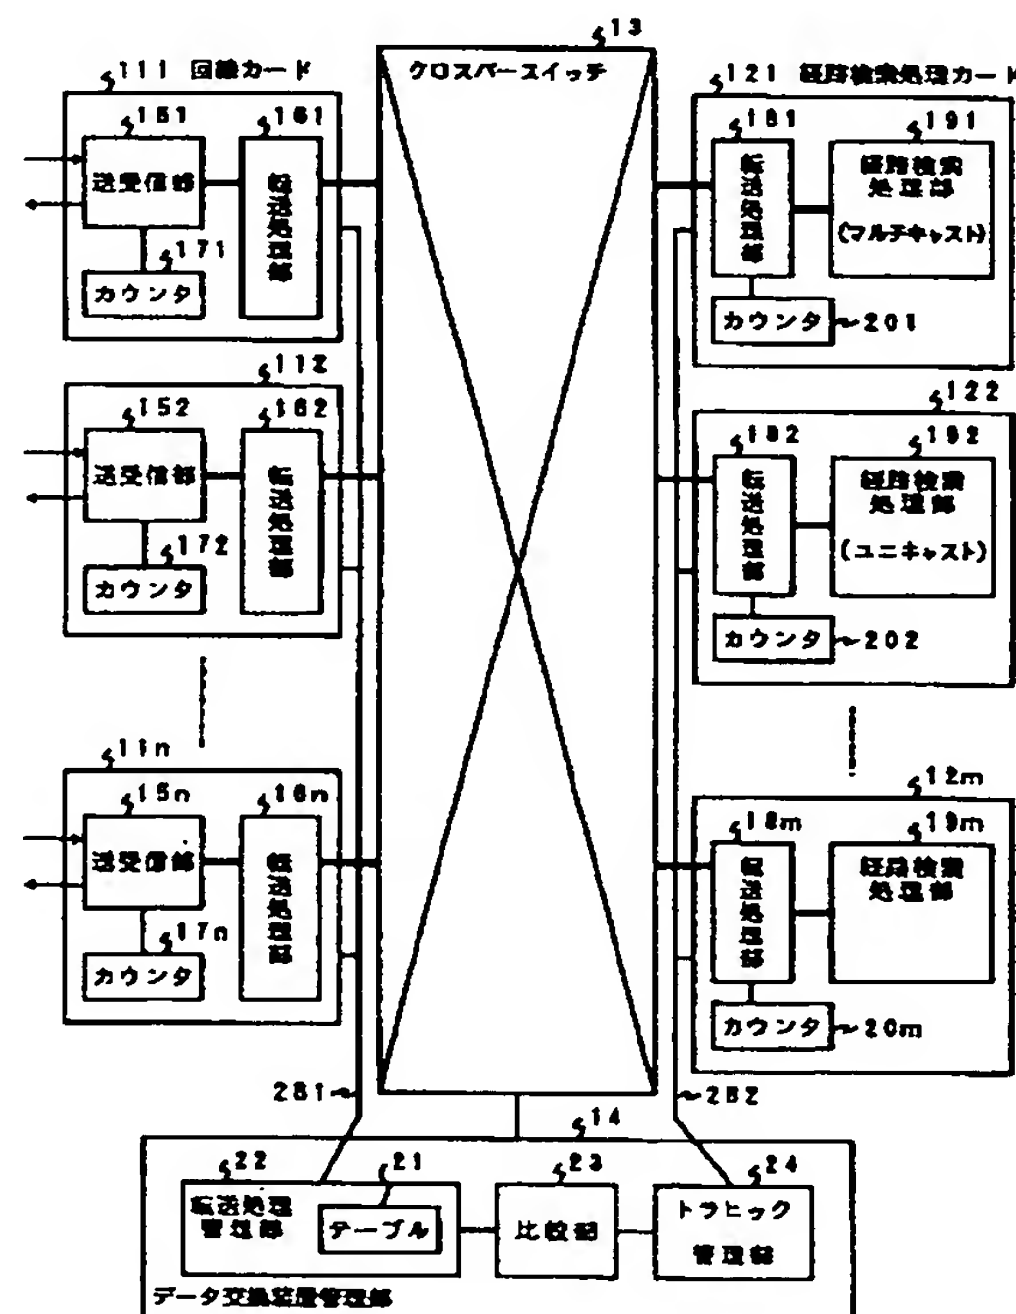 13
クロスバースイッチ
111 回線カード
151
161
送受信部
転送処理部
171
カウンタ
112
152
162
送受信部
転送処理部
172
カウンタ
11n
15n
16n
送受信部
転送処理部
17n
カウンタ
121 経路検索処理カード
181
191
転送処理部
経路検索
処理部
(マルチキャスト)
カウンタ
201
122
182
192
転送処理部
経路検索
処理部
(ユニキャスト)
カウンタ
202
12m
18m
19m
転送処理部
経路検索
処理部
カウンタ
20m
14
22
21
23
24
転送処理
管理部
テーブル
比較部
トラヒック
管理部
データ交換装置管理部